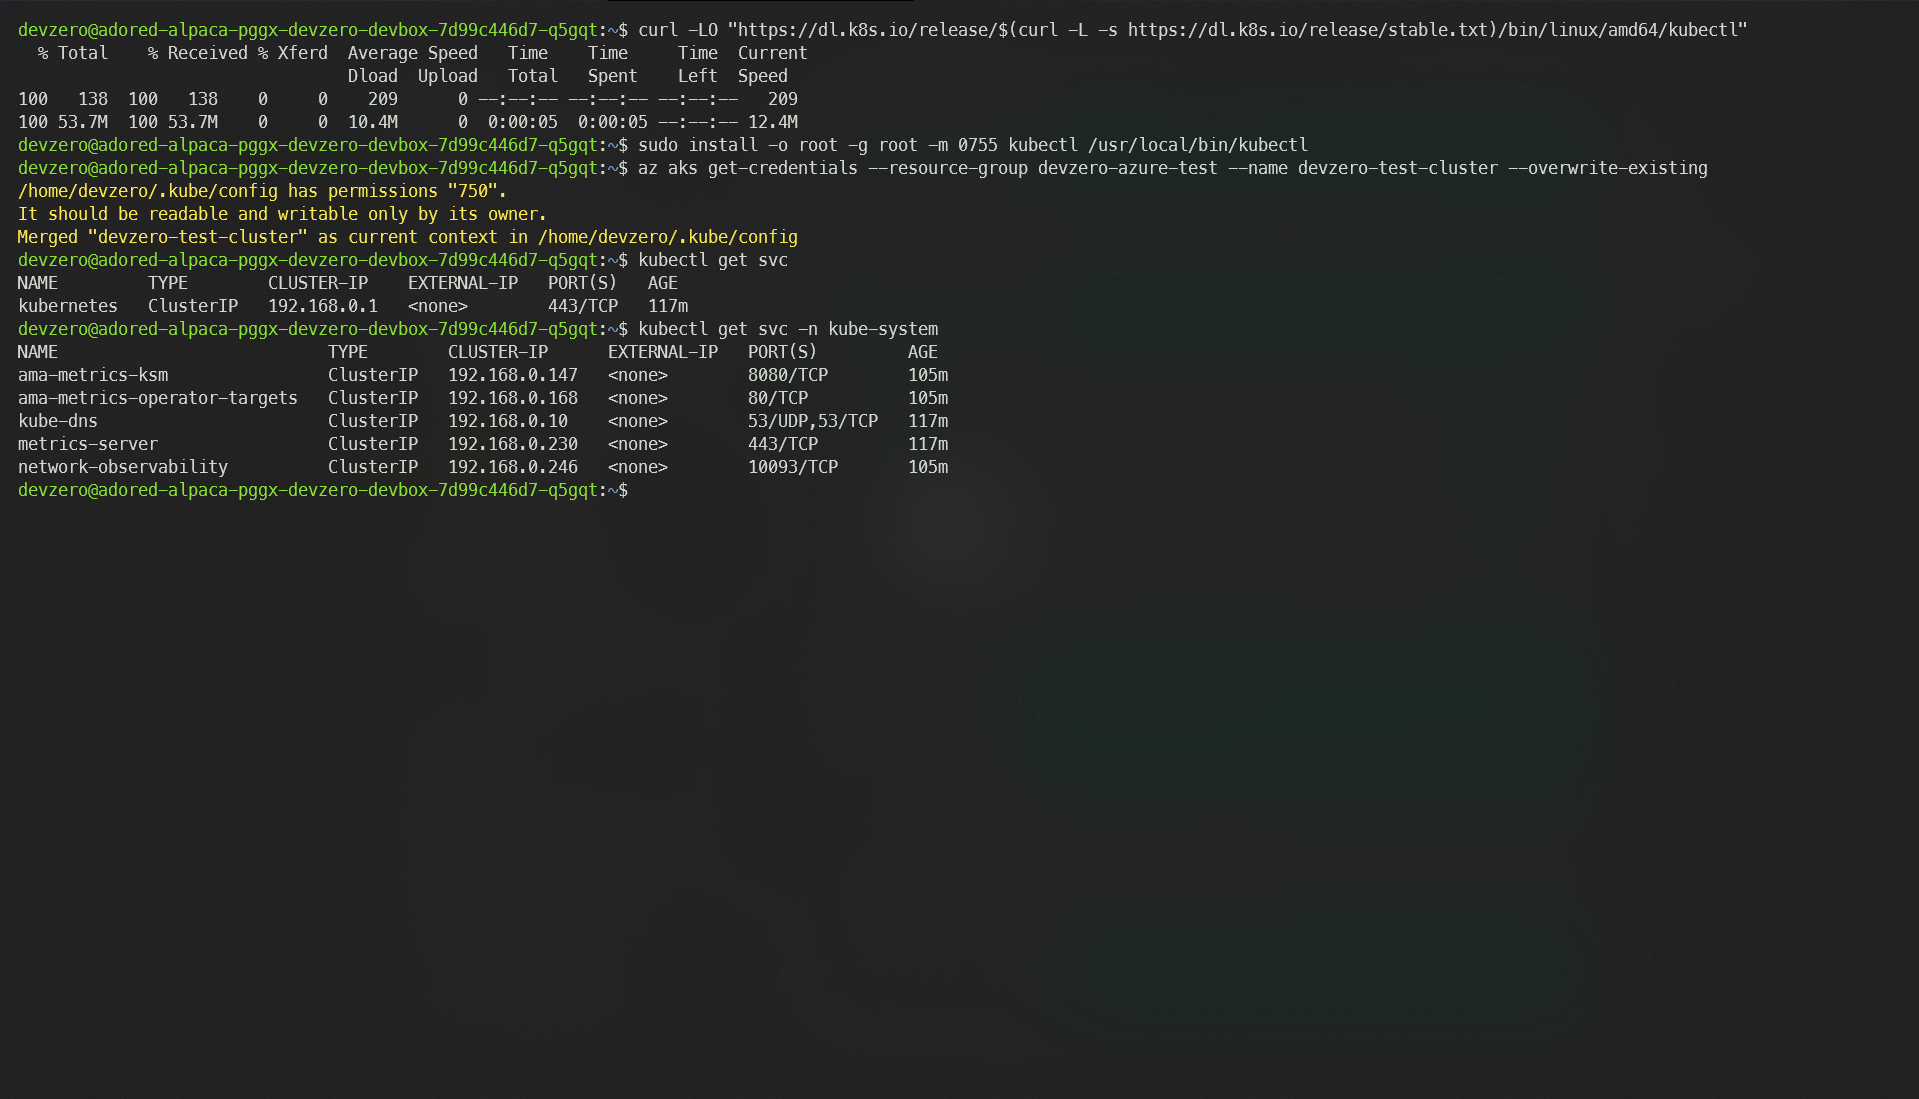 devzero@adored-alpaca-pggx-devzero-devbox-7d99c446d7-q5gqt:~$ curl -LO "https://dl.k8s.io/release/$(curl -L -s https://dl.k8s.io/release/stable.txt)/bin/linux/amd64/kubectl"
  % Total    % Received % Xferd  Average Speed   Time    Time     Time  Current
                                 Dload  Upload   Total   Spent    Left  Speed
100   138  100   138    0     0    209      0 --:--:-- --:--:-- --:--:--   209
100 53.7M  100 53.7M    0     0  10.4M      0  0:00:05  0:00:05 --:--:-- 12.4M
devzero@adored-alpaca-pggx-devzero-devbox-7d99c446d7-q5gqt:~$ sudo install -o root -g root -m 0755 kubectl /usr/local/bin/kubectl
devzero@adored-alpaca-pggx-devzero-devbox-7d99c446d7-q5gqt:~$ az aks get-credentials --resource-group devzero-azure-test --name devzero-test-cluster --overwrite-existing
/home/devzero/.kube/config has permissions "750".
It should be readable and writable only by its owner.
Merged "devzero-test-cluster" as current context in /home/devzero/.kube/config
devzero@adored-alpaca-pggx-devzero-devbox-7d99c446d7-q5gqt:~$ kubectl get svc
NAME         TYPE        CLUSTER-IP    EXTERNAL-IP   PORT(S)   AGE
kubernetes   ClusterIP   192.168.0.1   <none>        443/TCP   117m
devzero@adored-alpaca-pggx-devzero-devbox-7d99c446d7-q5gqt:~$ kubectl get svc -n kube-system
NAME                           TYPE        CLUSTER-IP      EXTERNAL-IP   PORT(S)         AGE
ama-metrics-ksm                ClusterIP   192.168.0.147   <none>        8080/TCP        105m
ama-metrics-operator-targets   ClusterIP   192.168.0.168   <none>        80/TCP          105m
kube-dns                       ClusterIP   192.168.0.10    <none>        53/UDP,53/TCP   117m
metrics-server                 ClusterIP   192.168.0.230   <none>        443/TCP         117m
network-observability          ClusterIP   192.168.0.246   <none>        10093/TCP       105m
devzero@adored-alpaca-pggx-devzero-devbox-7d99c446d7-q5gqt:~$